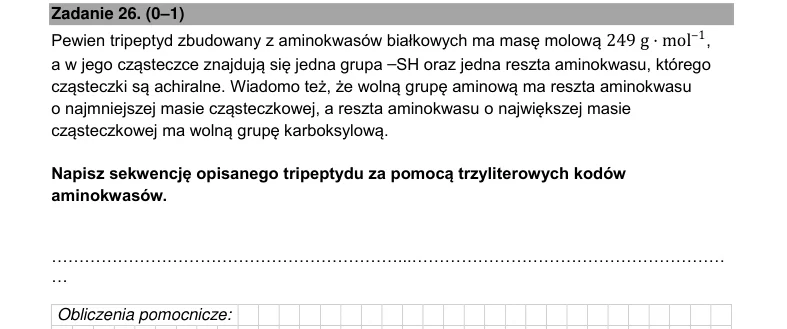 Zadanie 26. (0–1)
Pewien tripeptyd zbudowany z aminokwasów białkowych ma masę molową 249 g ∙ mol⁻¹,
a w jego cząsteczce znajdują się jedna grupa –SH oraz jedna reszta aminokwasu, którego
cząsteczki są achiralne. Wiadomo też, że wolną grupę aminową ma reszta aminokwasu
o najmniejszej masie cząsteczkowej, a reszta aminokwasu o największej masie
cząsteczkowej ma wolną grupę karboksylową.
Napisz sekwencję opisanego tripeptydu za pomocą trzyliterowych kodów
aminokwasów.
……………………………………………………...…………………………………………………
…
Obliczenia pomocnicze: